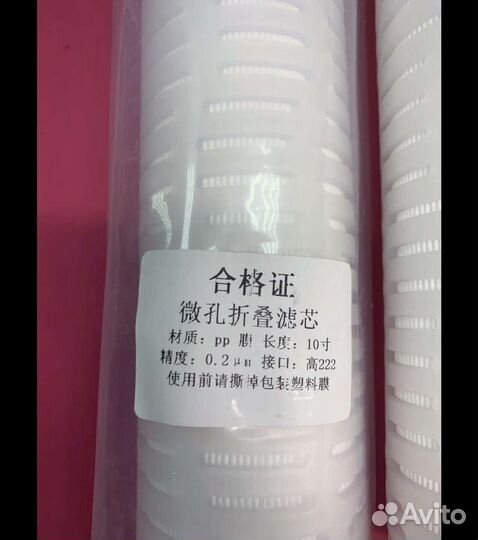 合格证
微孔折叠滤芯
材质：pp 膜 长度：10寸
精度：0.2μm 接口：高222
使用前请撕掉包装塑料膜
Avito